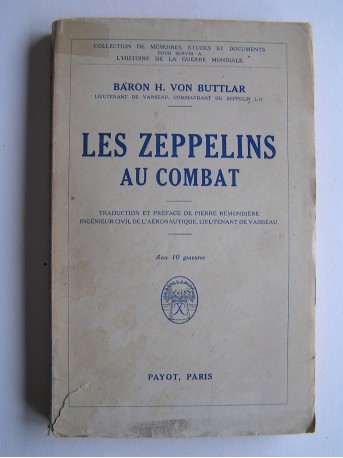 COLLECTION DE MÉMOIRES, ÉTUDES ET DOCUMENTS
POUR SERVIR A
L'HISTOIRE DE LA GUERRE MONDIALE
BARON H. VON BUTTLAR
LIEUTENANT DE VAISSEAU, COMMANDANT DU ZEPPELIN L-11
LES ZEPPELINS
AU COMBAT
TRADUCTION ET PRÉFACE DE PIERRE RÉMONDIÈRE
INGÉNIEUR CIVIL DE L'AÉRONAUTIQUE, LIEUTENANT DE VAISSEAU
Avec 10 gravures
PAYOT, PARIS